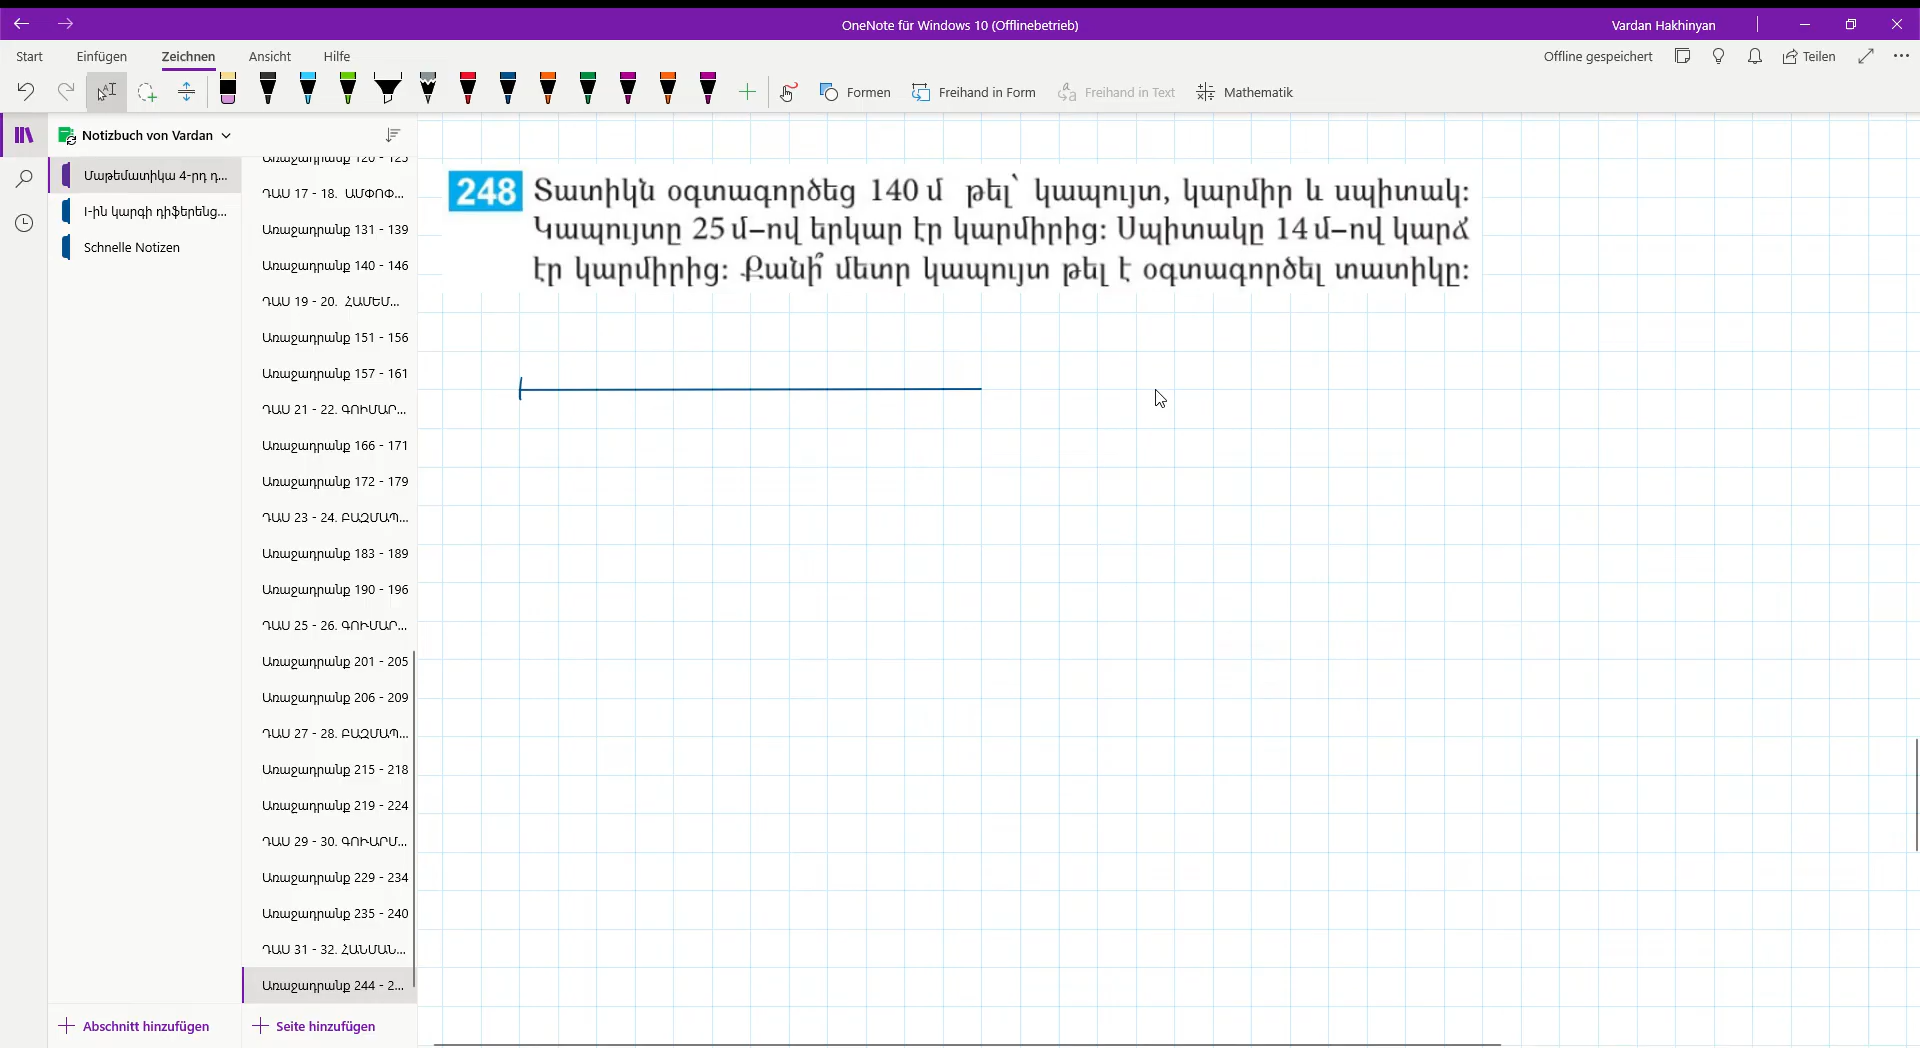 OneNote für Windows 10 (Offlinebetrieb)
Vardan Hakhinyan
Start Einfügen Zeichnen Ansicht Hilfe
Offline gespeichert Teilen
Formen Freihand in Form Freihand in Text Mathematik
Notizbuch von Vardan
Մաթեմատիկա 4-րդ դ...
I-ին կարգի դիֆերենց...
Schnelle Notizen
Առաջադրանք 120 - 125
ԴԱՍ 17 - 18. ԱՄՓՈՓ...
Առաջադրանք 131 - 139
Առաջադրանք 140 - 146
ԴԱՍ 19 - 20. ՀԱՄԵՄ...
Առաջադրանք 151 - 156
Առաջադրանք 157 - 161
ԴԱՍ 21 - 22. ԳՈՒՄԱՐ...
Առաջադրանք 166 - 171
Առաջադրանք 172 - 179
ԴԱՍ 23 - 24. ԲԱԶՄԱՊ...
Առաջադրանք 183 - 189
Առաջադրանք 190 - 196
ԴԱՍ 25 - 26. ԳՈՒՄԱՐ...
Առաջադրանք 201 - 205
Առաջադրանք 206 - 209
ԴԱՍ 27 - 28. ԲԱԶՄԱՊ...
Առաջադրանք 215 - 218
Առաջադրանք 219 - 224
ԴԱՍ 29 - 30. ԳՈՒԱՐՄ...
Առաջադրանք 229 - 234
Առաջադրանք 235 - 240
ԴԱՍ 31 - 32. ՀԱՆՄԱՆ...
Առաջադրանք 244 - 2...
Abschnitt hinzufügen
Seite hinzufügen
248 Տատիկն օգտագործեց 140 մ թել՝ կապույտ, կարմիր և սպիտակ:
Կապույտը 25 մ–ով երկար էր կարմիրից: Սպիտակը 14 մ–ով կարճ
էր կարմիրից: Քանի՞ մետր կապույտ թել է օգտագործել տատիկը: